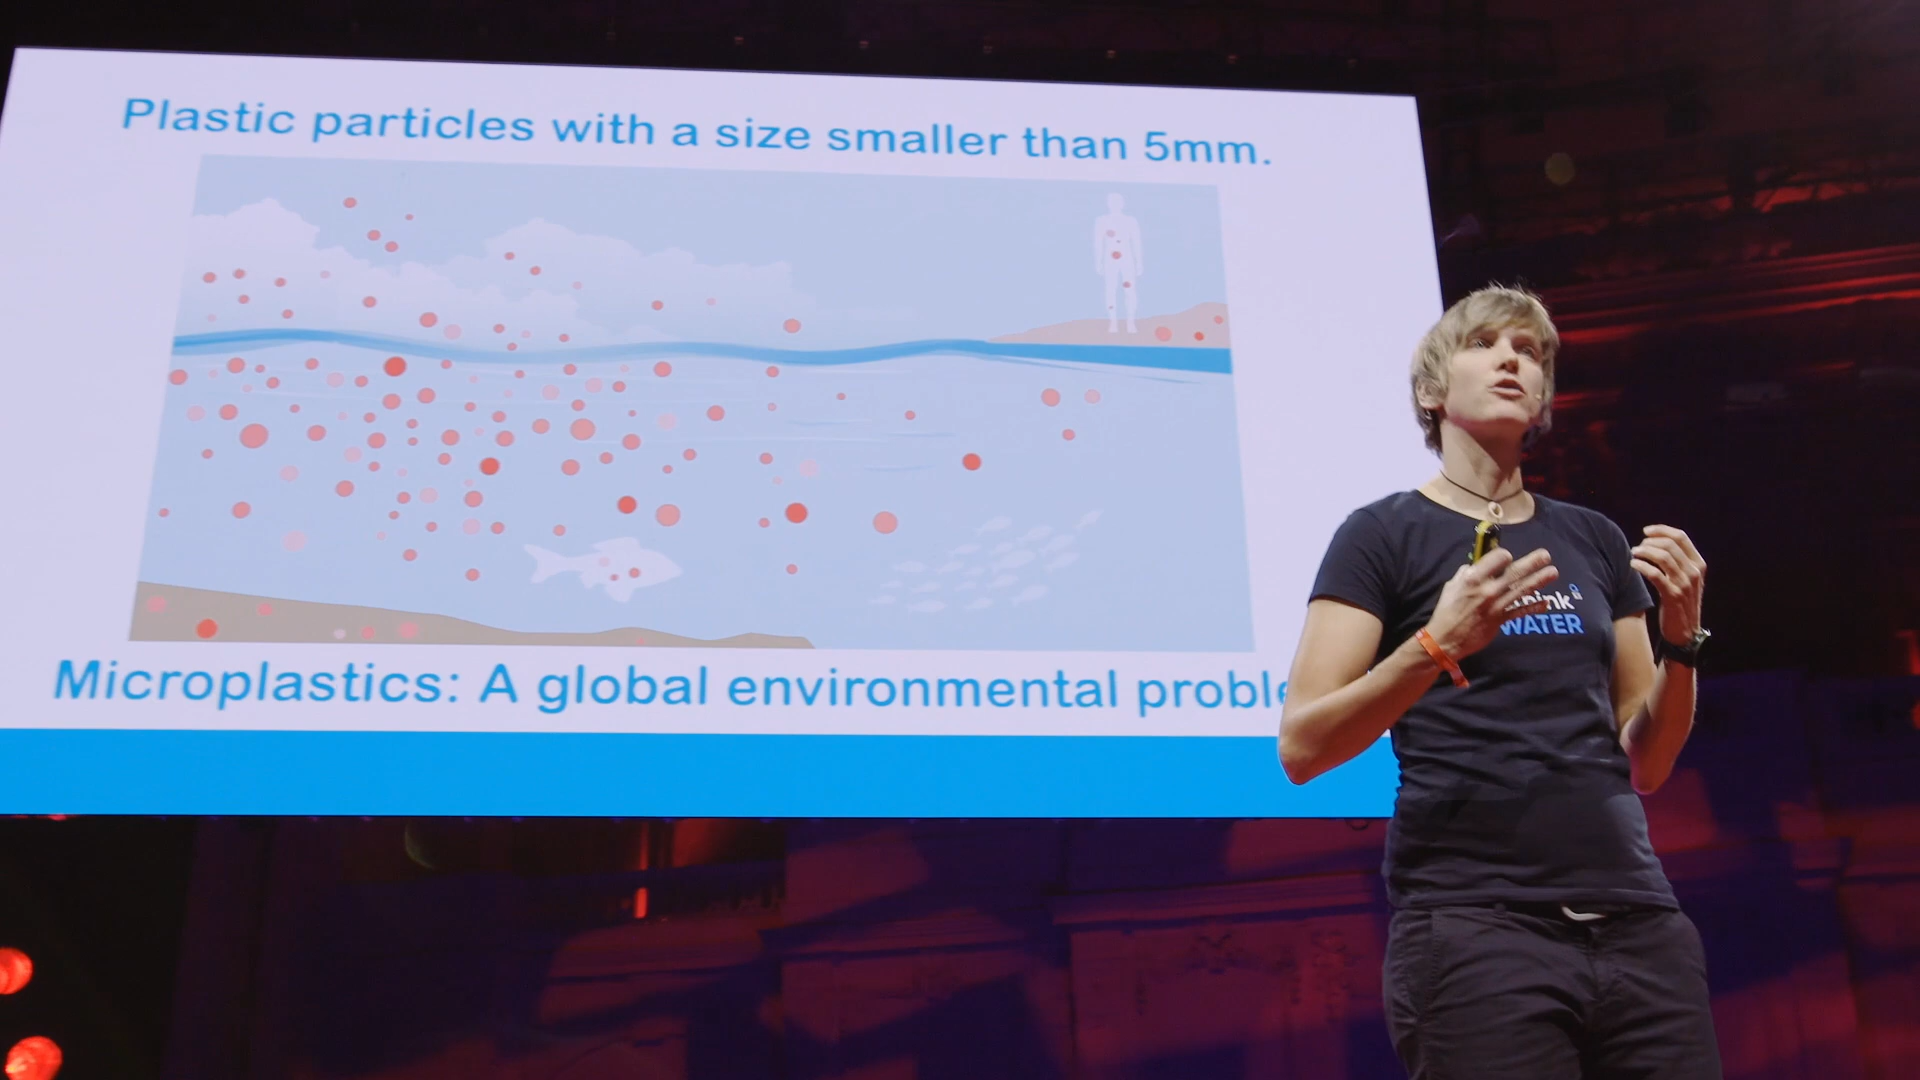 Plastic particles with a size smaller than 5mm.
Microplastics: A global environmental proble
WATER